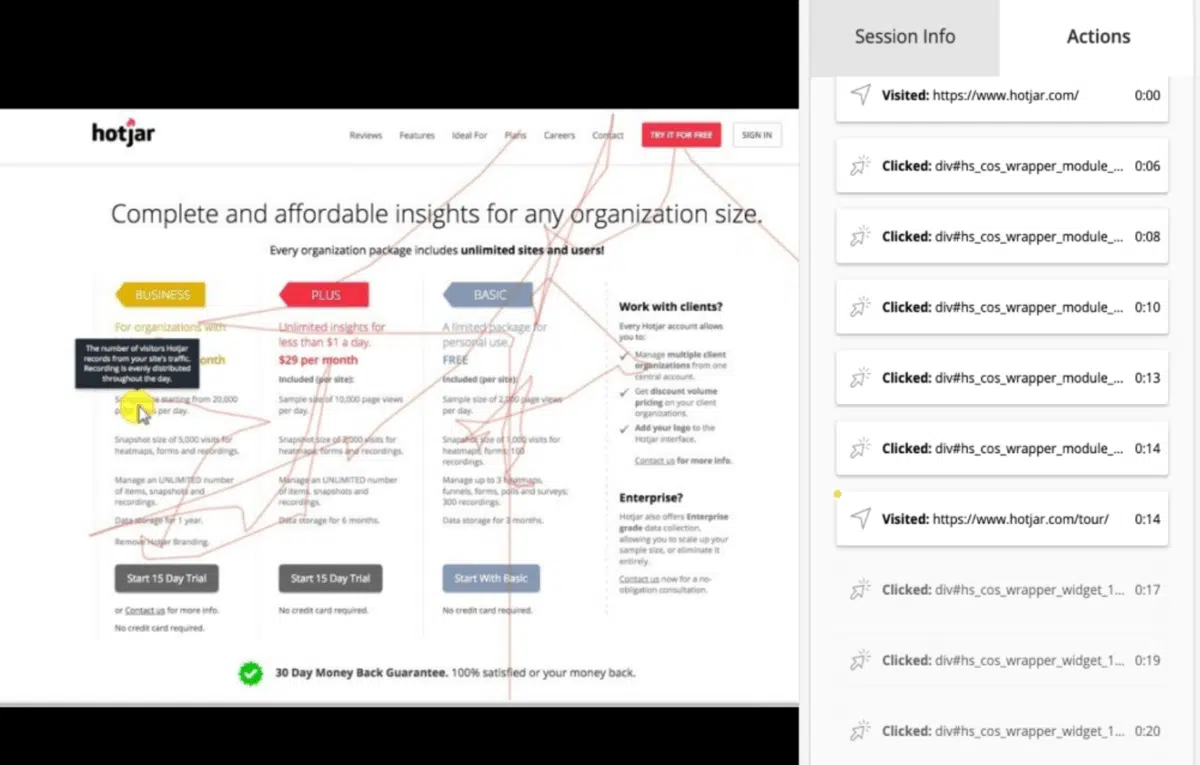 hotjar
Reviews Features Ideal For Plans Careers Contact TRY IT FOR FREE SIGN IN
Complete and affordable insights for any organization size.
Every organization package includes unlimited sites and users!
BUSINESS
For organizations with
month
The number of visitors Hotjar
records from your site's traffic.
Recording is evenly distributed
throughout the day.
starting from 20,000
per day.
Snapshot size of 5,000 visits for
heatmaps, forms and recordings.
Manage an UNLIMITED number
of items, snapshots and
recordings.
Data storage for 1 year.
Remove Hotjar Branding.
Start 15 Day Trial
or Contact us for more info.
No credit card required.
PLUS
Unlimited insights for
less than $1 a day.
$29 per month
Included (per site):
Sample size of 10,000 page views
per day.
Snapshot size of 2,000 visits for
heatmaps, forms and recordings.
Manage an UNLIMITED number
of items, snapshots and
recordings.
Data storage for 6 months.
Start 15 Day Trial
No credit card required.
BASIC
A limited package for
personal use.
FREE
Included (per site):
Sample size of 2,000 page views
per day.
Snapshot size of 1,000 visits for
heatmaps, forms; 100
recordings.
Manage up to 3 heatmaps,
funnels, forms, polls and surveys;
300 recordings.
Data storage for 3 months.
Start With Basic
No credit card required.
Work with clients?
Every Hotjar account allows
you to:
Manage multiple client
organizations from one
central account.
Get discount volume
pricing on your client
organizations.
Add your logo to the
Hotjar interface.
Contact us for more info.
Enterprise?
Hotjar also offers Enterprise
grade data collection,
allowing you to scale up your
sample size, or eliminate it
entirely.
Contact us now for a no-
obligation consultation.
30 Day Money Back Guarantee. 100% satisfied or your money back.
Session Info Actions
Visited: https://www.hotjar.com/ 0:00
Clicked: div#hs_cos_wrapper_module_... 0:06
Clicked: div#hs_cos_wrapper_module_... 0:08
Clicked: div#hs_cos_wrapper_module_... 0:10
Clicked: div#hs_cos_wrapper_module_... 0:13
Clicked: div#hs_cos_wrapper_module_... 0:14
Visited: https://www.hotjar.com/tour 0:14
Clicked: div#hs_cos_wrapper_widget_1... 0:17
Clicked: div#hs_cos_wrapper_widget_1... 0:19
Clicked: div#hs_cos_wrapper_widget_1... 0:20